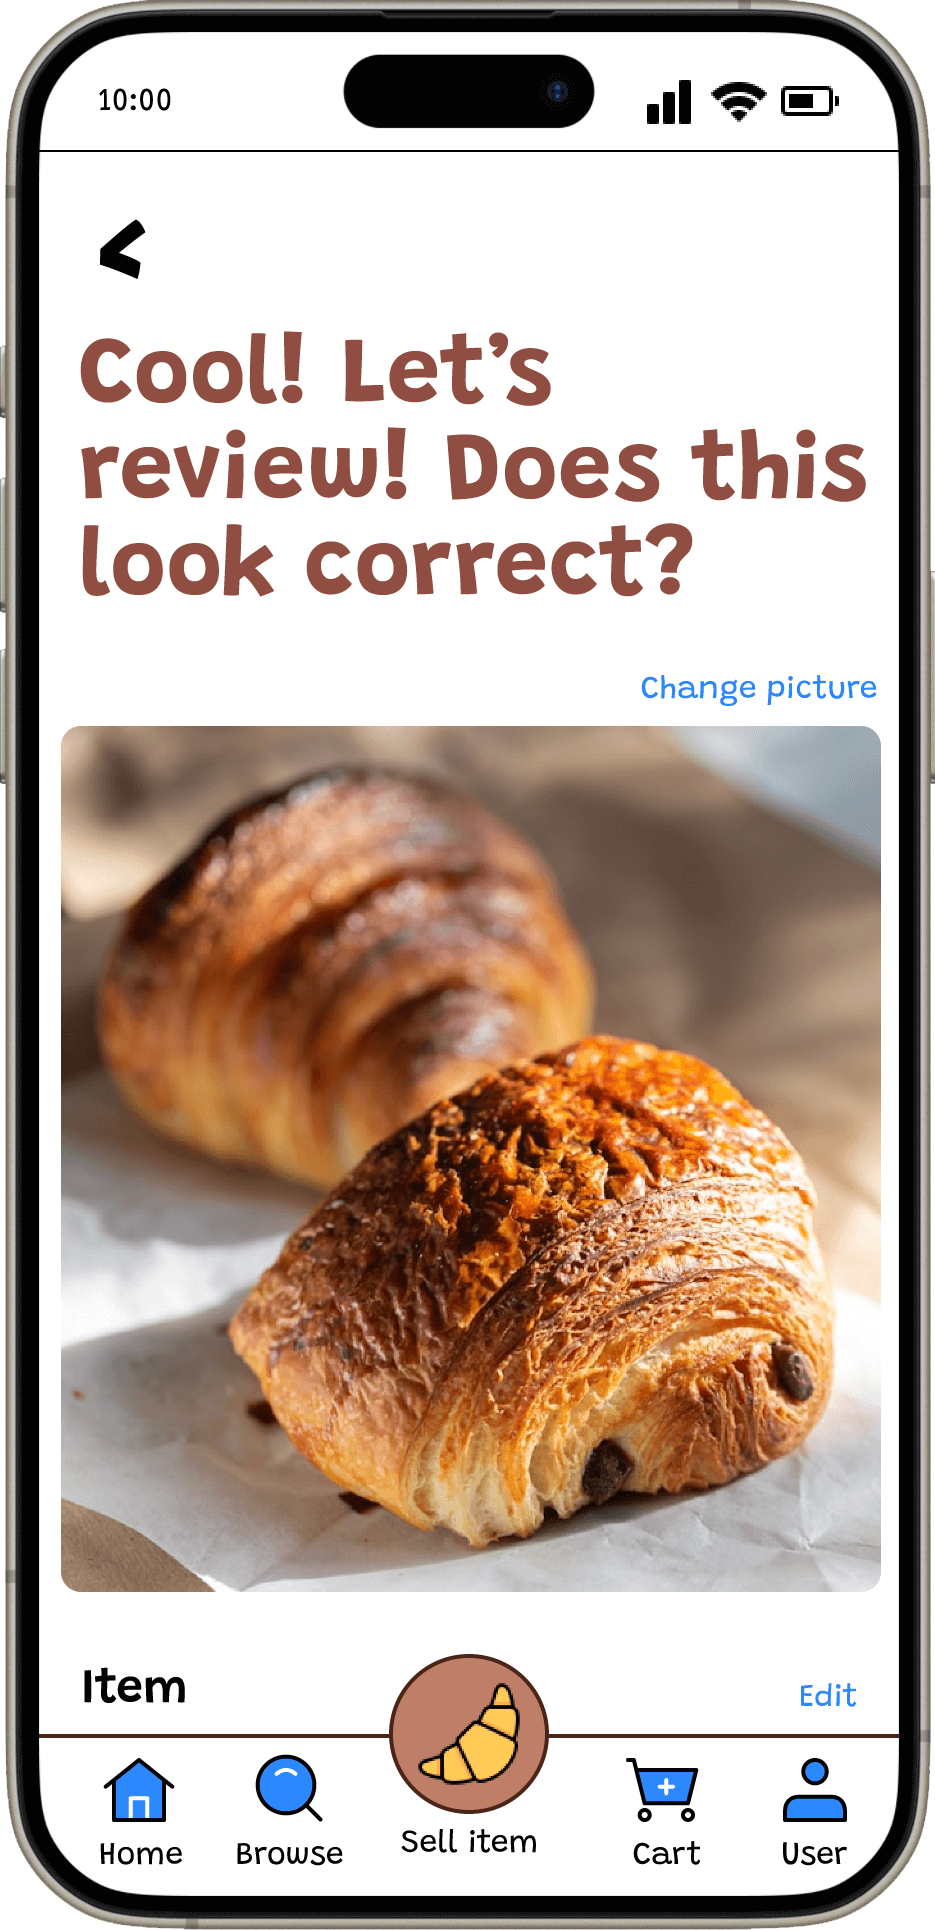 10:00
Cool! Let's
review! Does this
look correct?
Change picture
Item
Edit
Home
Browse
Sell item
Cart
User